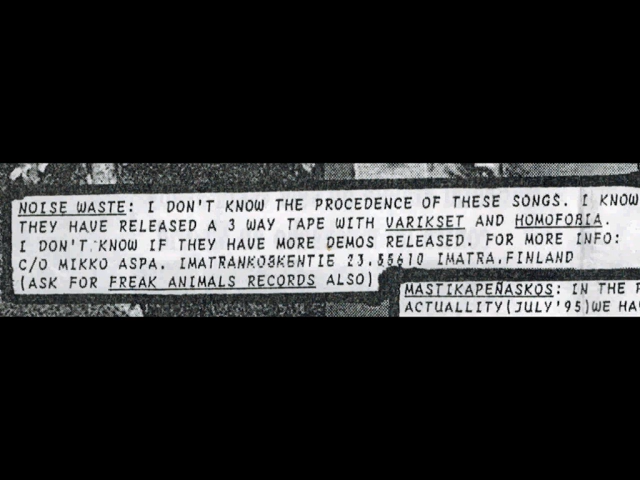 NOISE WASTE: I DON'T KNOW THE PROCEDENCE OF THESE SONGS. I KNOW
THEY HAVE RELEASED A 3 WAY TAPE WITH VARIKSET AND HOMOFOBIA.
I DON'T KNOW IF THEY HAVE MORE DEMOS RELEASED. FOR MORE INFO:
C/O MIKKO ASPA. IMATRANKOSKENTIE 23.55610 IMATRA.FINLAND
(ASK FOR FREAK ANIMALS RECORDS ALSO)
MASTIKAPEÑASKOS: IN THE
ACTUALLITY(JULY'95)WE HA